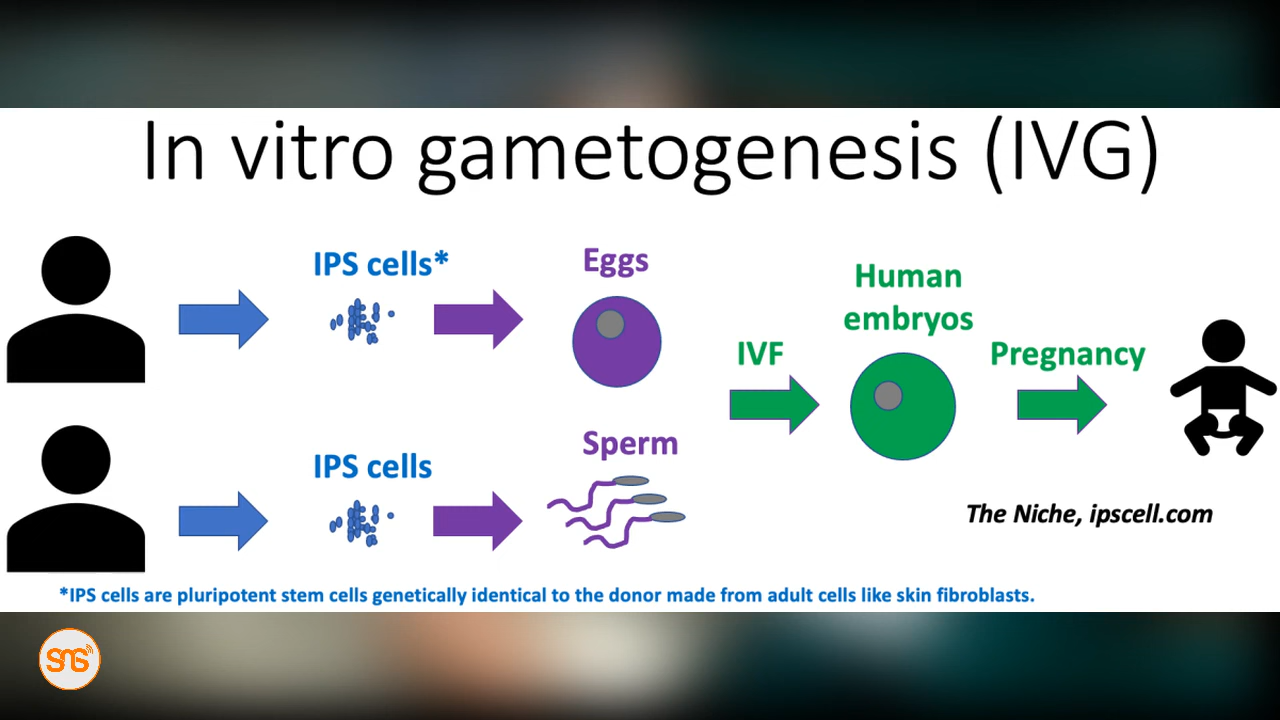 In vitro gametogenesis (IVG)
IPS cells*
Eggs
Human
embryos
IVF
Pregnancy
IPS cells
Sperm
The Niche, ipscell.com
*IPS cells are pluripotent stem cells genetically identical to the donor made from adult cells like skin fibroblasts.
SNS